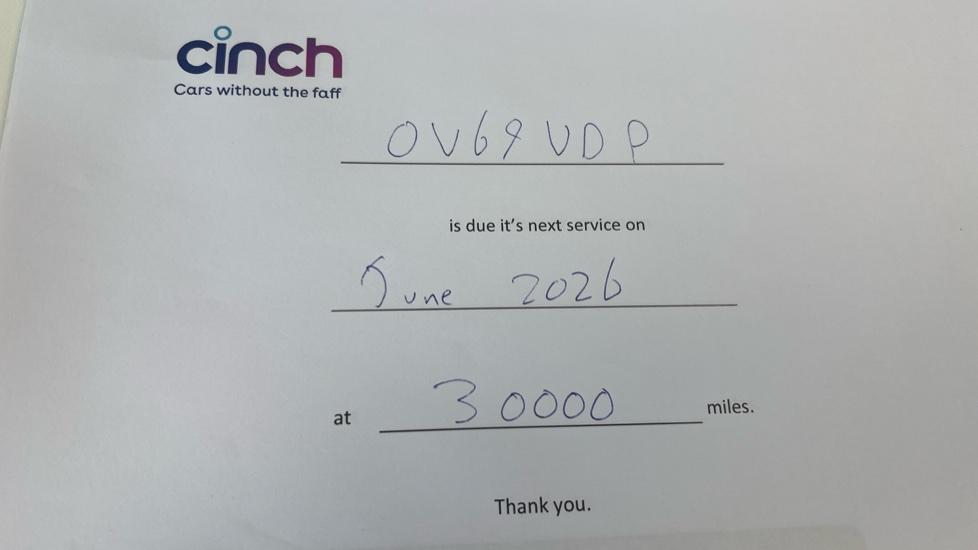 cinch
Cars without the faff
OV69 VDP
is due it's next service on
June 2026
at 30000 miles.
Thank you.